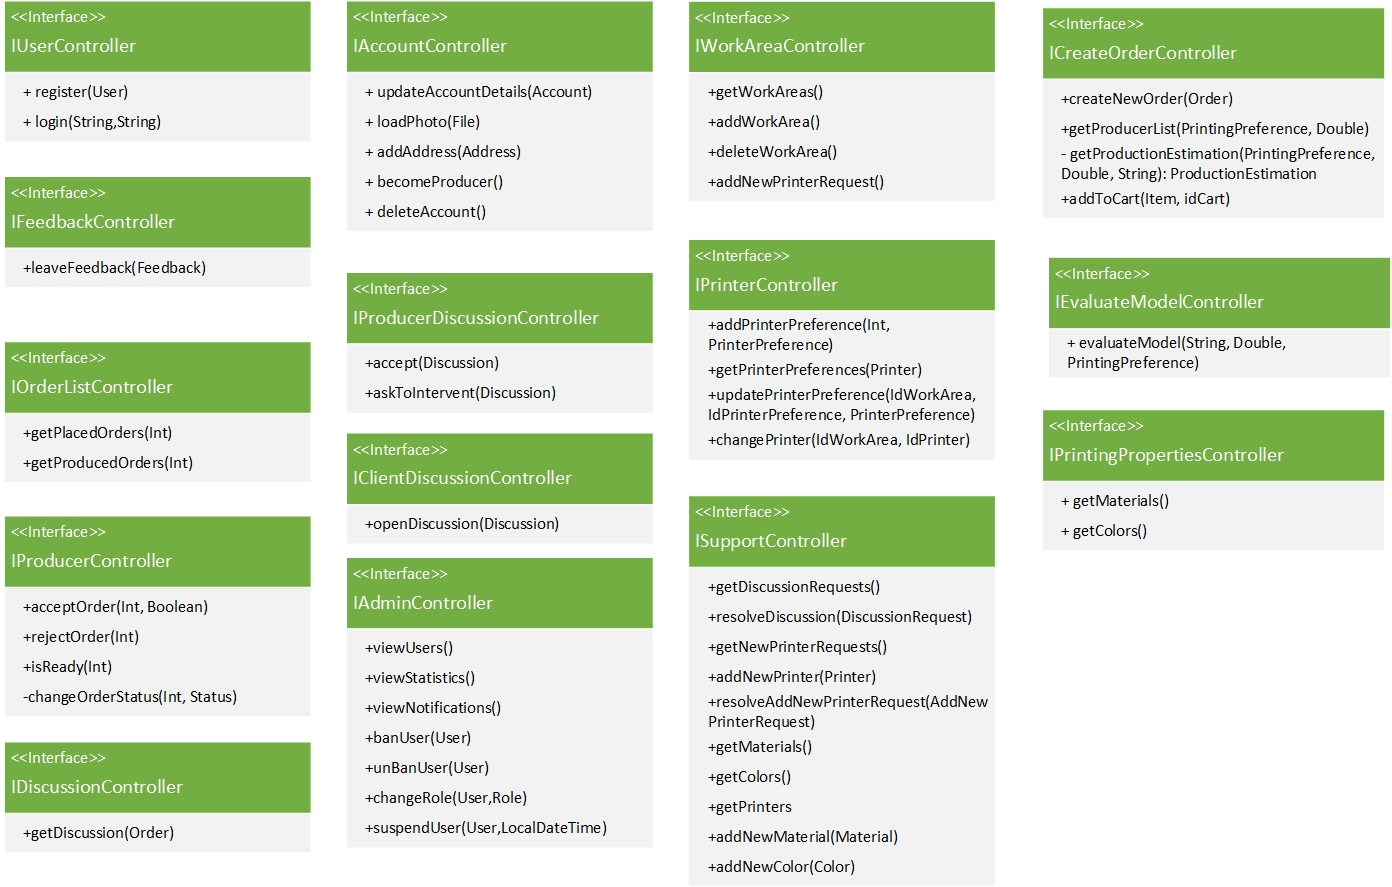 <<Interface>>
IUserController
+ register(User)
+ login(String,String)
<<Interface>>
IFeedbackController
+leaveFeedback(Feedback)
<<Interface>>
IOrderListController
+getPlacedOrders(Int)
+getProducedOrders(Int)
<<Interface>>
IProducerController
+acceptOrder(Int, Boolean)
+rejectOrder(Int)
+isReady(Int)
-changeOrderStatus(Int, Status)
<<Interface>>
IDiscussionController
+getDiscussion(Order)
<<Interface>>
IAccountController
+ updateAccountDetails(Account)
+ loadPhoto(File)
+ addAddress(Address)
+ becomeProducer()
+ deleteAccount()
<<Interface>>
IProducerDiscussionController
+accept(Discussion)
+askToIntervent(Discussion)
<<Interface>>
IClientDiscussionController
+openDiscussion(Discussion)
<<Interface>>
IAdminController
+viewUsers()
+viewStatistics()
+viewNotifications()
+banUser(User)
+unBanUser(User)
+changeRole(User,Role)
+suspendUser(User,LocalDateTime)
<<Interface>>
IWorkAreaController
+getWorkAreas()
+addWorkArea()
+deleteWorkArea()
+addNewPrinterRequest()
<<Interface>>
IPrinterController
+addPrinterPreference(Int,
PrinterPreference)
+getPrinterPreferences(Printer)
+updatePrinterPreference(IdWorkArea,
IdPrinterPreference, PrinterPreference)
+changePrinter(IdWorkArea, IdPrinter)
<<Interface>>
ISupportController
+getDiscussionRequests()
+resolveDiscussion(DiscussionRequest)
+getNewPrinterRequests()
+addNewPrinter(Printer)
+resolveAddNewPrinterRequest(AddNew
PrinterRequest)
+getMaterials()
+getColors()
+getPrinters
+addNewMaterial(Material)
+addNewColor(Color)
<<Interface>>
ICreateOrderController
+createNewOrder(Order)
+getProducerList(PrintingPreference, Double)
- getProductionEstimation(PrintingPreference,
Double, String): ProductionEstimation
+addToCart(Item, idCart)
<<Interface>>
IEvaluateModelController
+ evaluateModel(String, Double,
PrintingPreference)
<<Interface>>
IPrintingPropertiesController
+ getMaterials()
+ getColors()